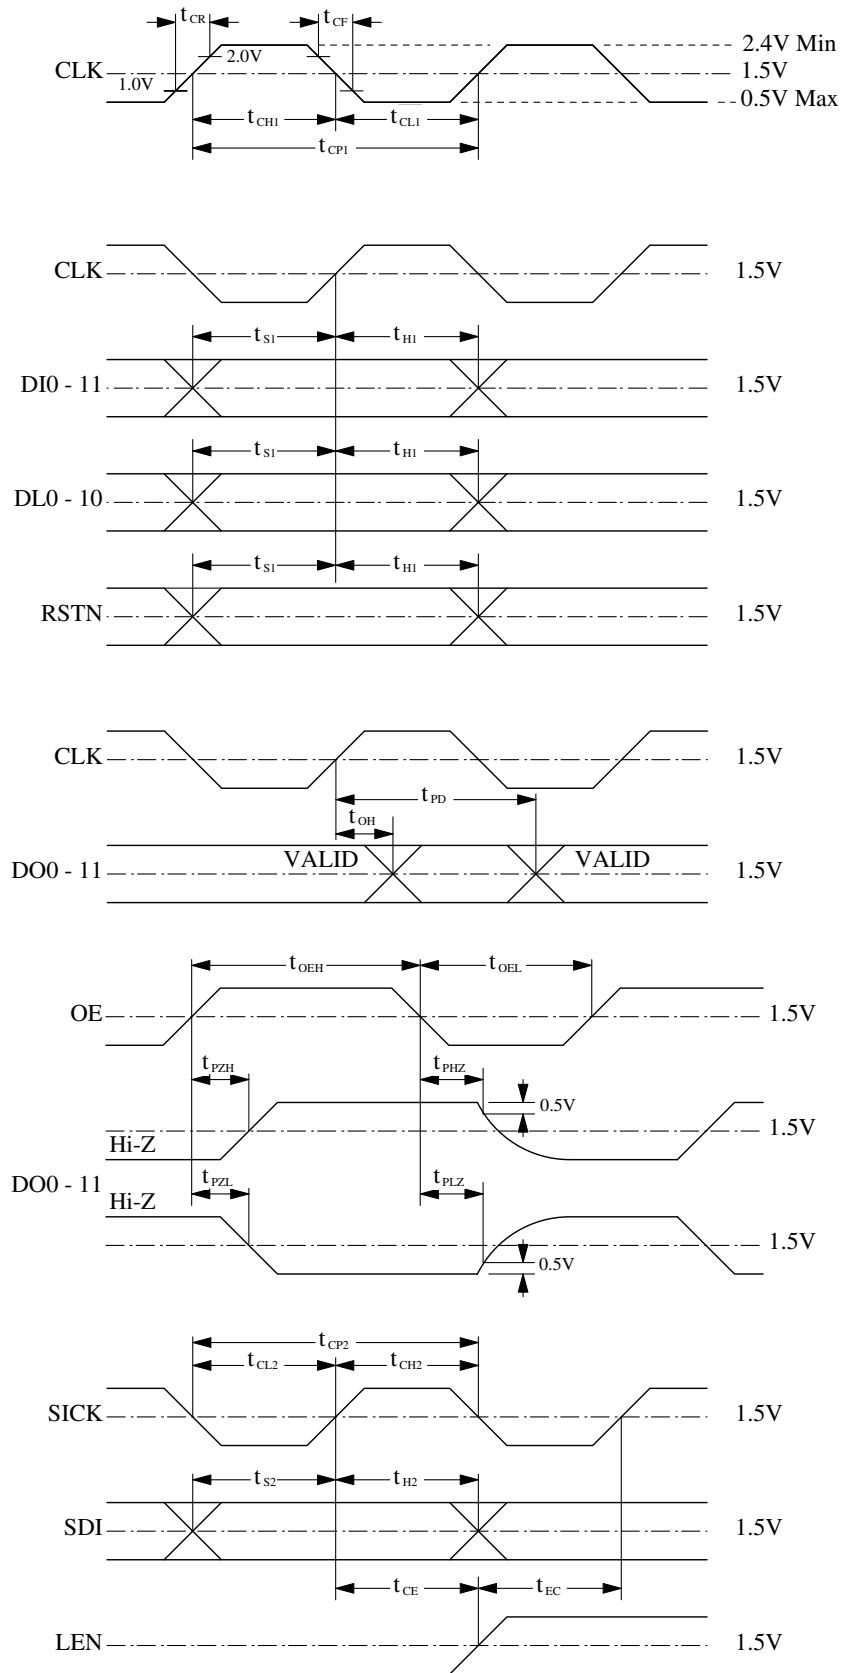 tCR tCF
2.4V Min
2.0V
CLK 1.5V
1.0V
0.5V Max
tCH1 tCL1
tCP1
CLK 1.5V
tS1 tH1
DI0 - 11 1.5V
tS1 tH1
DL0 - 10 1.5V
tS1 tH1
RSTN 1.5V
CLK 1.5V
tPD
tOH
VALID VALID
DO0 - 11 1.5V
tOEH tOEL
OE 1.5V
tPZH tPHZ
0.5V
1.5V
Hi-Z
DO0 - 11
tPZL tPLZ
Hi-Z
1.5V
0.5V
tCP2
tCL2 tCH2
SICK 1.5V
tS2 tH2
SDI 1.5V
tCE tEC
LEN 1.5V